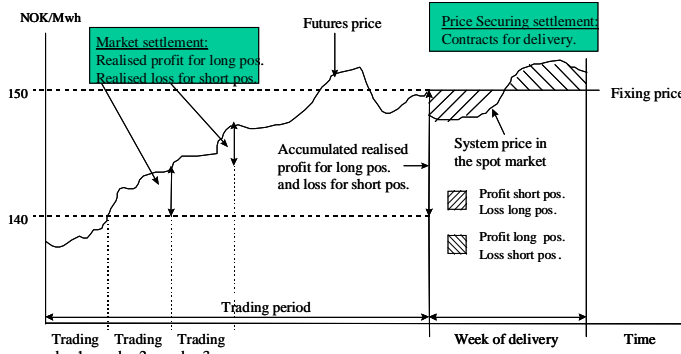 NOK/Mwh
Market settlement:
Realised profit for long pos.
Realised loss for short pos.
Futures price
Price Securing settlement:
Contracts for delivery.
150
Fixing price
Accumulated realised
profit for long pos.
and loss for short pos.
System price in
the spot market
Profit short pos.
Loss long pos.
Profit long pos.
Loss short pos.
140
Trading period
Trading
Trading
Trading
Week of delivery
Time